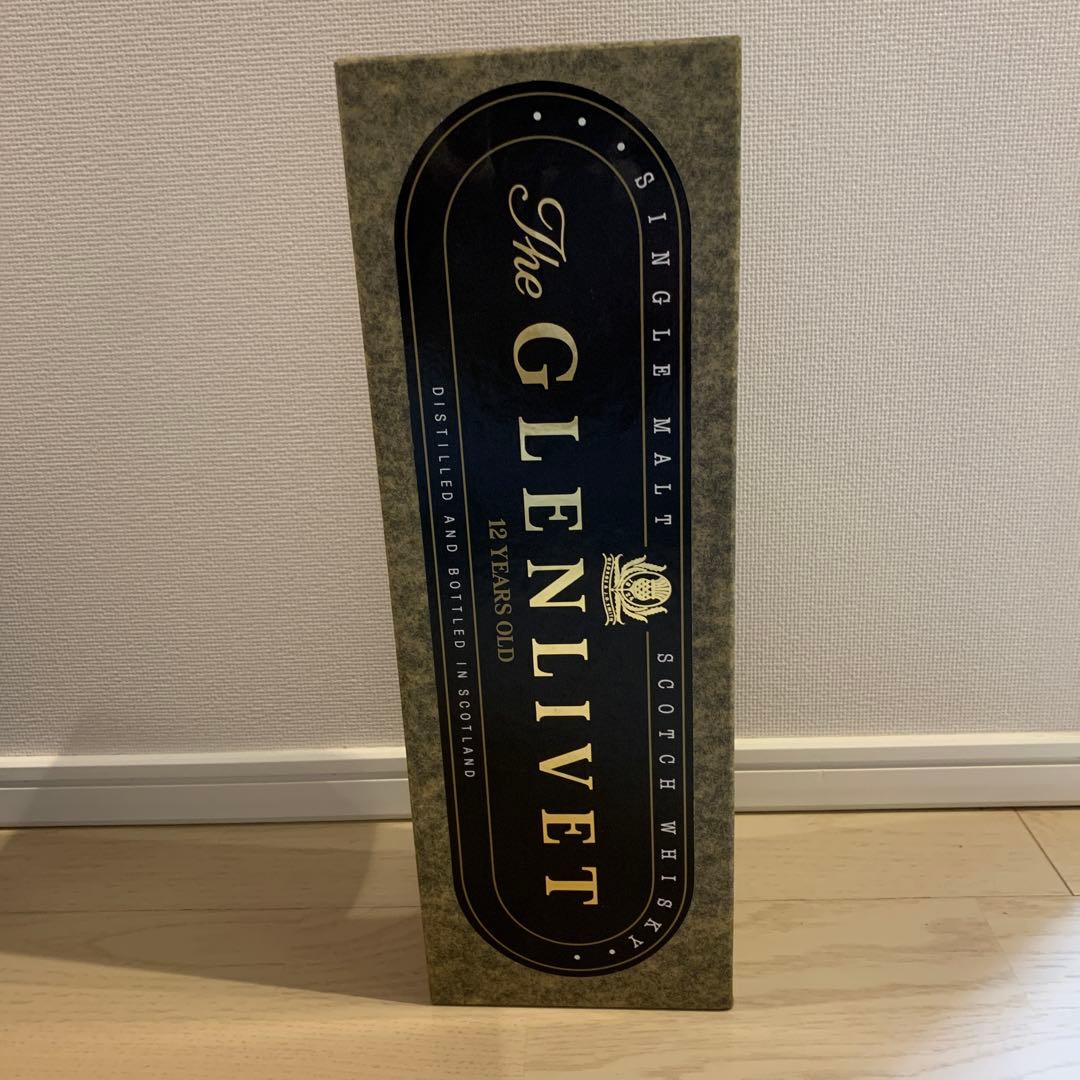 SINGLE MALT SCOTCH WHISKY
The GLENLIVET
12 YEARS OLD
DISTILLED AND BOTTLED IN SCOTLAND